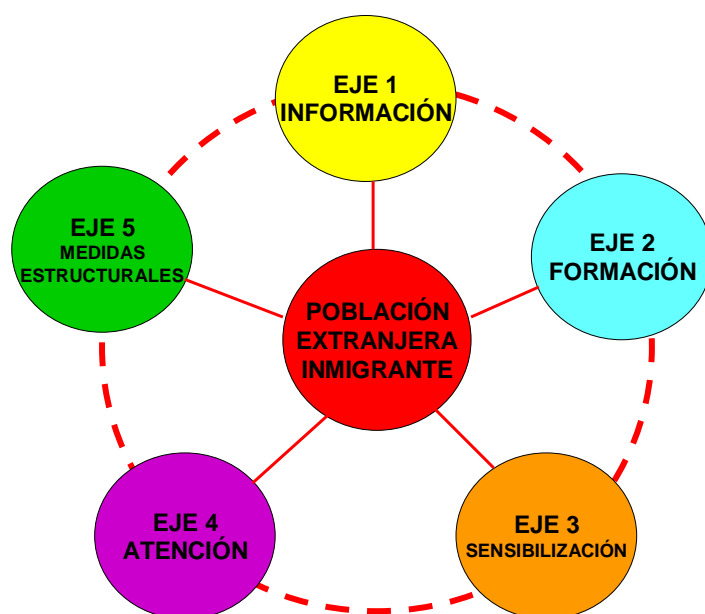 EJE 1
INFORMACIÓN
EJE 2
FORMACIÓN
EJE 5
MEDIDAS
ESTRUCTURALES
POBLACIÓN
EXTRANJERA
INMIGRANTE
EJE 4
ATENCIÓN
EJE 3
SENSIBILIZACIÓN